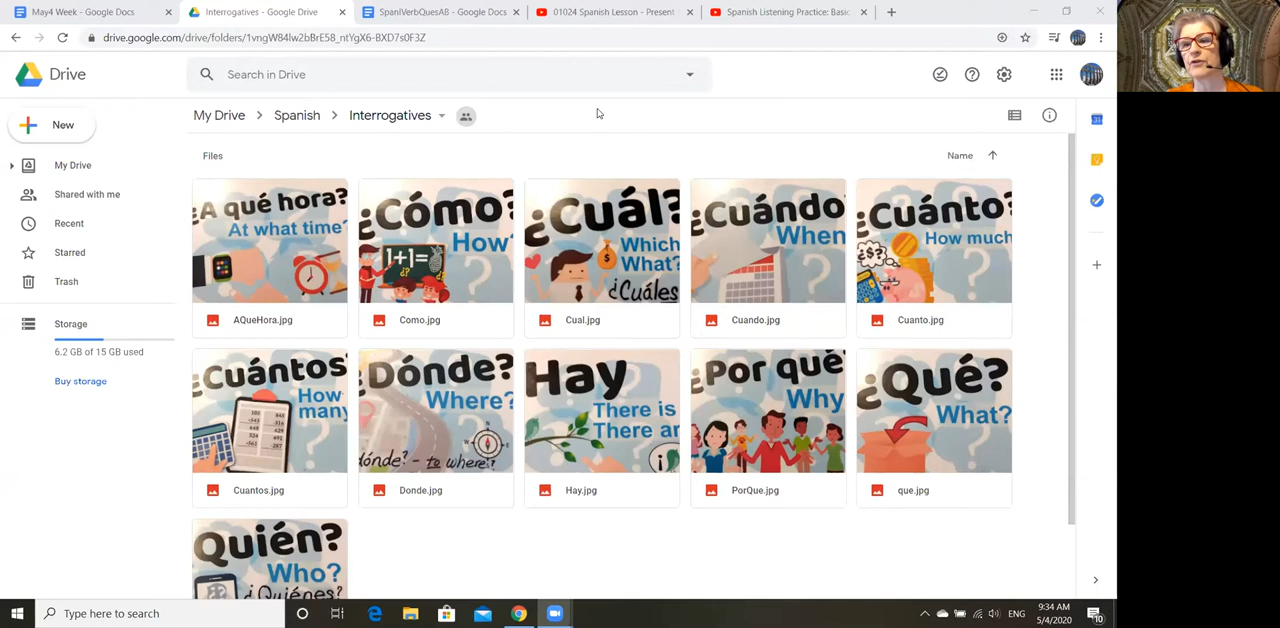 May4 Week - Google Docs
Interrogatives - Google Drive
SpanIVerbQuesAB - Google Docs
01024 Spanish Lesson - Present
Spanish Listening Practice: Basic
drive.google.com/drive/folders/1vngW84lw2bBrE58_ntYgX6-BXD7s0F3Z
Drive
Search in Drive
New
My Drive > Spanish > Interrogatives
My Drive
Shared with me
Recent
Starred
Trash
Storage
6.2 GB of 15 GB used
Buy storage
Files
Name
¿A qué hora?
At what time?
AQueHora.jpg
¿Cómo?
How?
1+1=
¿?
Como.jpg
¿Cuál?
Which
What?
$
¿Cuáles
Cual.jpg
¿Cuándo
When
Cuando.jpg
¿Cuánto?
How much
¿$?
Cuanto.jpg
¿Cuántos
How
many
Cuantos.jpg
¿Dónde?
Where?
dónde? - to where?
Donde.jpg
Hay
There is
There ar
Hay.jpg
¿Por qué
Why
PorQue.jpg
¿Qué?
What?
que.jpg
Quién?
Who?
¿Quiénes?
Type here to search
ENG
9:34 AM
5/4/2020
10